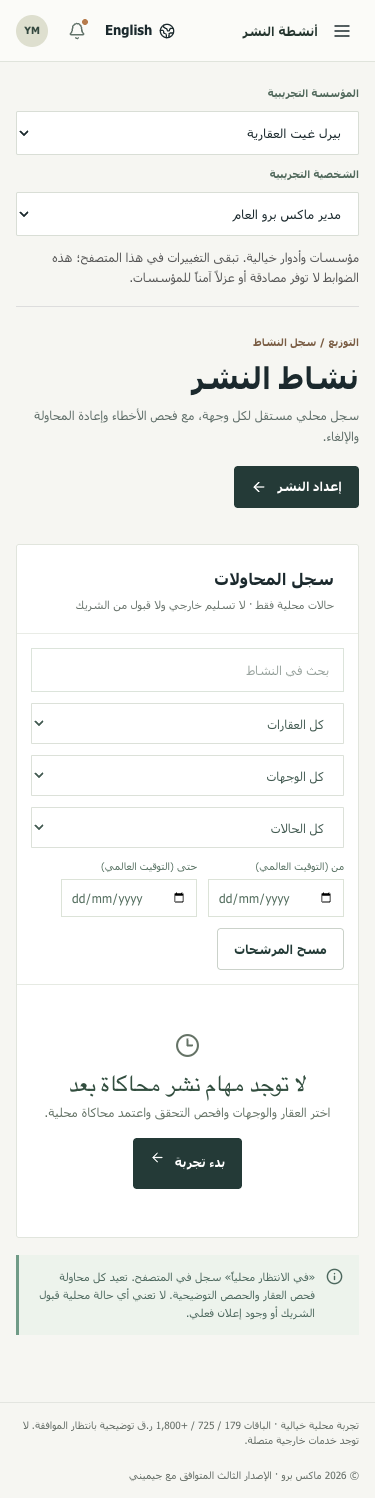 أنشطة النشر
English
YM
المؤسسة التجريبية
بيرل غيت العقارية
الشخصية التجريبية
مدير ماكس برو العام
مؤسسات وأدوار خيالية. تبقى التغييرات في هذا المتصفح؛ هذه
الضوابط لا توفر مصادقة أو عزلاً آمناً للمؤسسات.
التوزيع / سجل النشاط
نشاط النشر
سجل محلي مستقل لكل وجهة، مع فحص الأخطاء وإعادة المحاولة
والإلغاء.
إعداد النشر
سجل المحاولات
حالات محلية فقط · لا تسليم خارجي ولا قبول من الشريك
بحث في النشاط
كل العقارات
كل الوجهات
كل الحالات
من (التوقيت العالمي)
حتى (التوقيت العالمي)
dd/mm/yyyy
dd/mm/yyyy
مسح المرشحات
لا توجد مهام نشر محاكاة بعد
اختر العقار والوجهات وافحص التحقق واعتمد محاكاة محلية.
بدء تجربة
«في الانتظار محلياً» سجل في المتصفح. تعيد كل محاولة
فحص العقار والحصص التوضيحية. لا تعني أي حالة محلية قبول
الشريك أو وجود إعلان فعلي.
تجربة محلية خيالية · الباقات 179 / 725 / +1,800 ر.ق توضيحية بانتظار الموافقة. لا
توجد خدمات خارجية متصلة.
© 2026 ماكس برو · الإصدار الثالث المتوافق مع جيميني